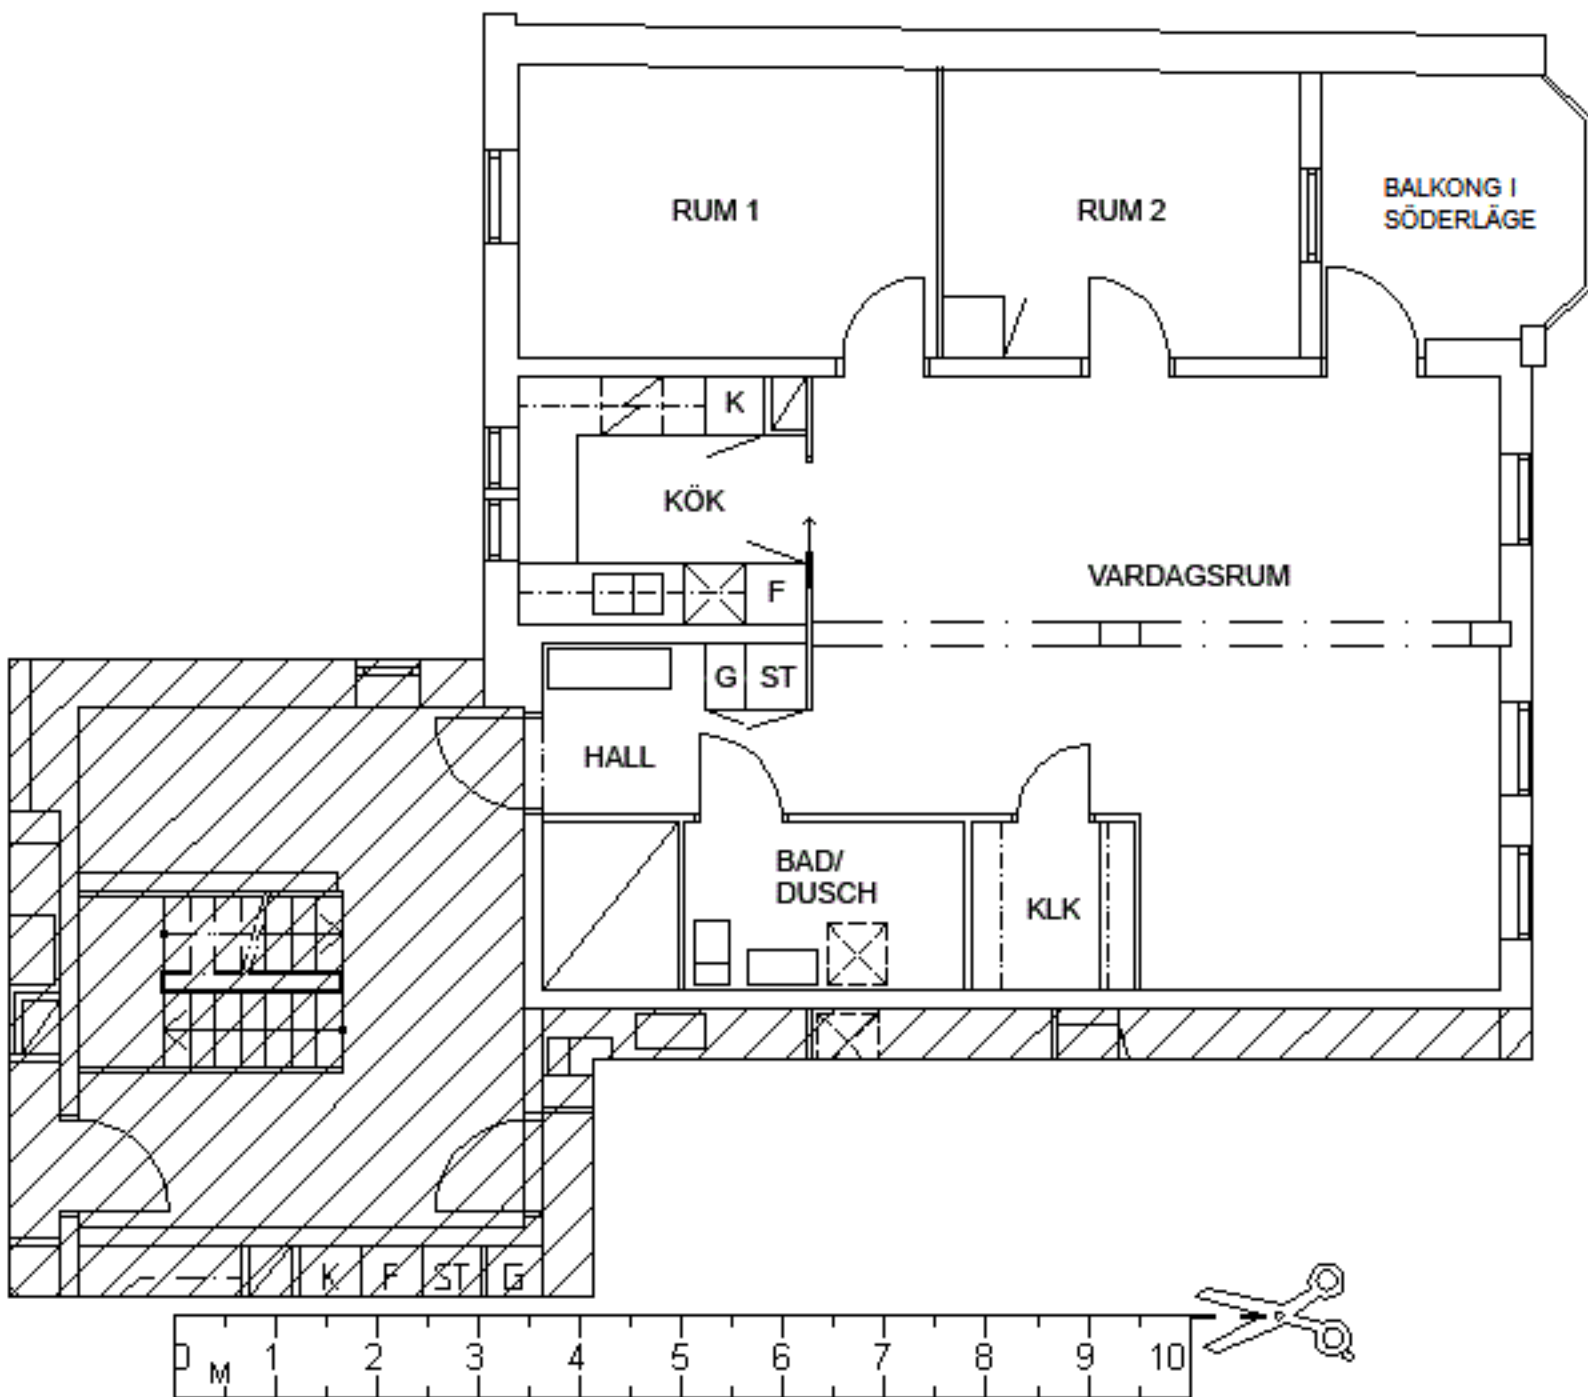 RUM 1
RUM 2
BALKONG I
SÖDERLÄGE
K
KÖK
F
VARDAGSRUM
G
ST
HALL
BAD/
DUSCH
KLK
K
F
ST
G
0 M 1 2 3 4 5 6 7 8 9 10